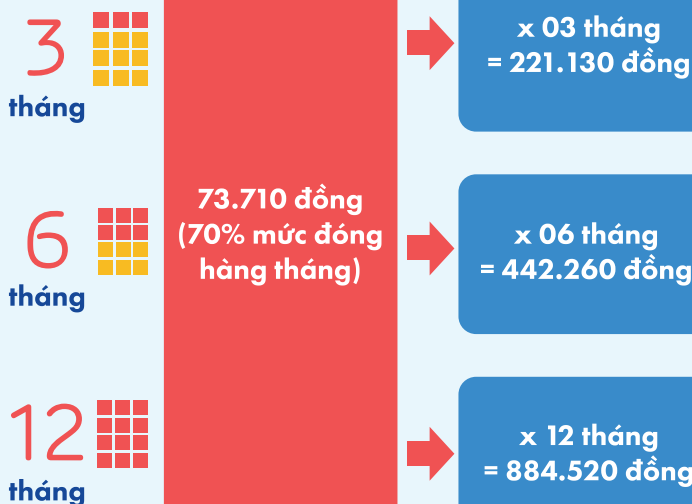 3
tháng
x 03 tháng
= 221.130 đồng
73.710 đồng
(70% mức đóng
hàng tháng)
6
tháng
x 06 tháng
= 442.260 đồng
12
tháng
x 12 tháng
= 884.520 đồng